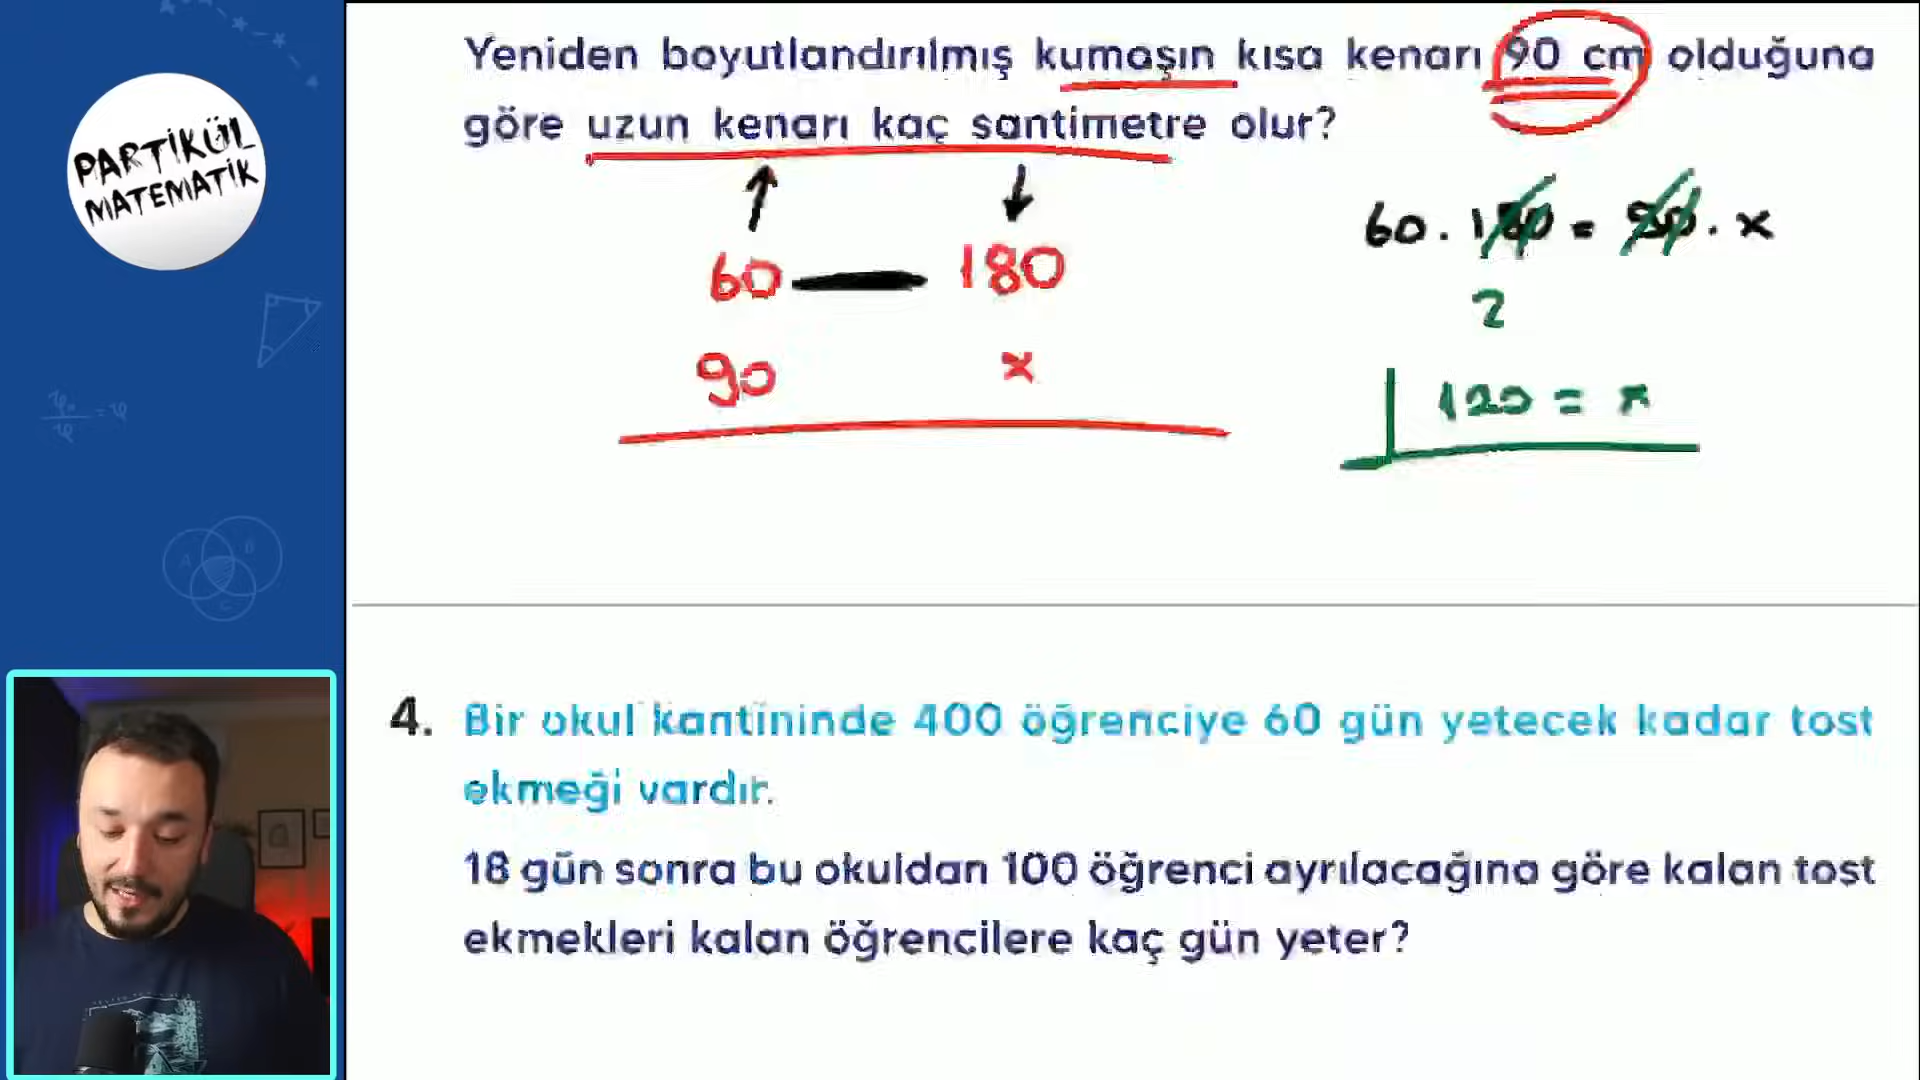 PARTİKÜL
MATEMATİK
Yeniden boyutlandırılmış kumaşın kısa kenarı 90 cm olduğuna
göre uzun kenarı kaç santimetre olur?
60 180
90 x
60 . 180 = 90 . x
2
120 = x
4. Bir okul kantininde 400 öğrenciye 60 gün yetecek kadar tost
ekmeği vardır.
18 gün sonra bu okuldan 100 öğrenci ayrılacağına göre kalan tost
ekmekleri kalan öğrencilere kaç gün yeter?